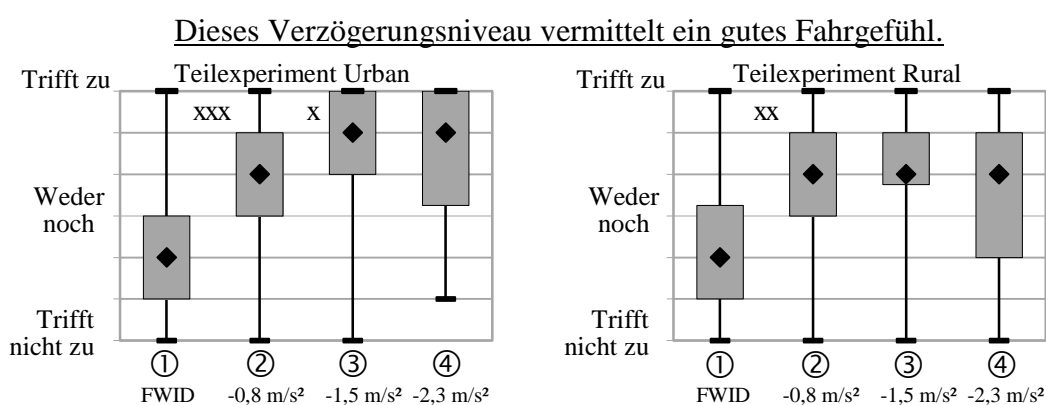 Dieses Verzögerungsniveau vermittelt ein gutes Fahrgefühl.
Teilexperiment Urban
Trifft zu
xxx x
Weder
noch
Trifft
nicht zu
① ② ③ ④
FWID -0,8 m/s² -1,5 m/s² -2,3 m/s²
Teilexperiment Rural
Trifft zu
xx
Weder
noch
Trifft
nicht zu
① ② ③ ④
FWID -0,8 m/s² -1,5 m/s² -2,3 m/s²